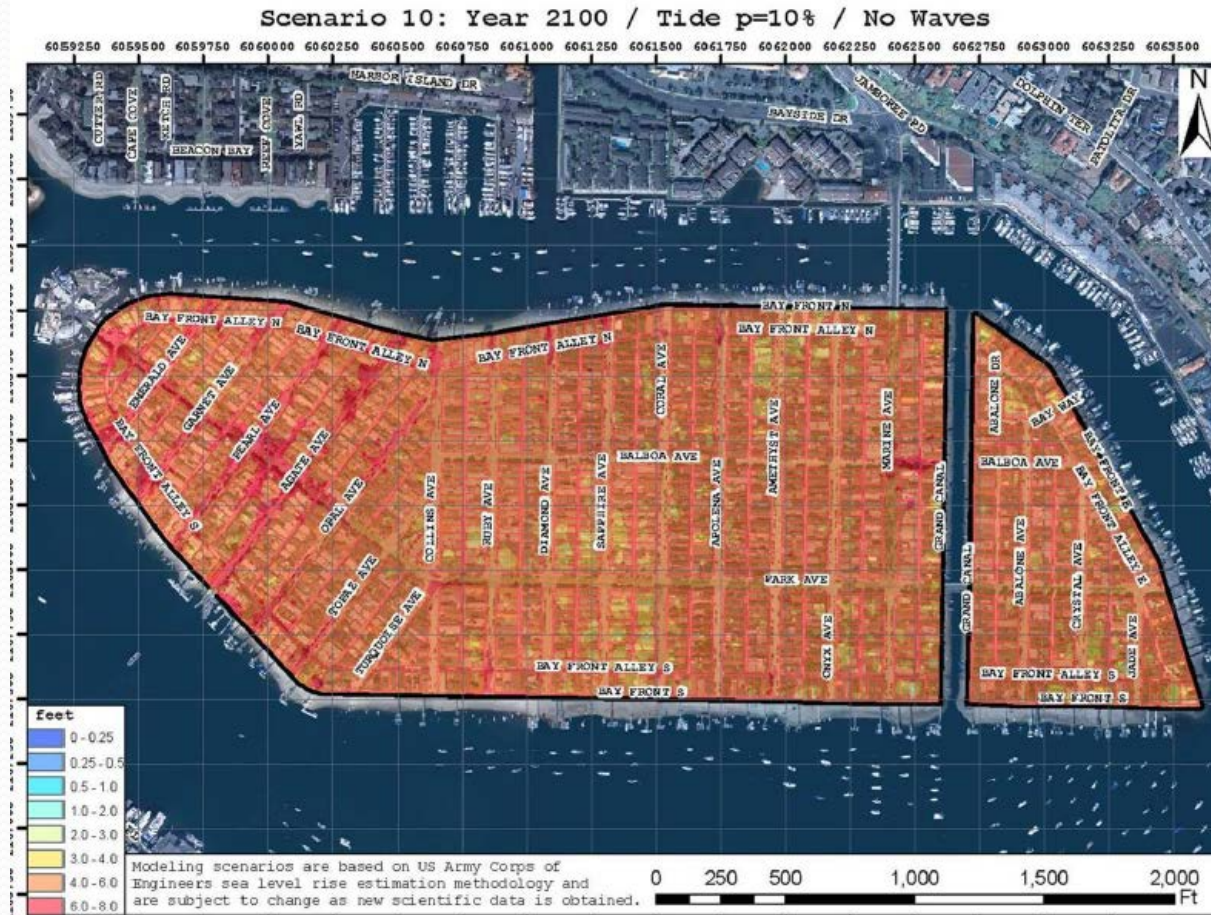 Scenario 10: Year 2100 / Tide p=10% / No Waves
6059250 6059500 6059750 6060000 6060250 6060500 6060750 6061000 6061250 6061500 6061750 6062000 6062250 6062500 6062750 6063000 6063250 6063500
N
HARBOR ISLAND DR
CUTTER RD
CAPE COVE
KETCH RD
BEACON BAY
YAWL RD
BAYSIDE DR
JAMBOREE RD
DOLPHIN TER
BAY FRONT ALLEY N
BAY FRONT ALLEY N
BAY FRONT ALLEY N
BAY FRONT N
BAY FRONT ALLEY N
EMERALD AVE
GARNET AVE
PEARL AVE
AGATE AVE
OPAL AVE
TOPAZ AVE
TURQUOISE AVE
BAY FRONT ALLEY S
COLLINS AVE
RUBY AVE
DIAMOND AVE
SAPPHIRE AVE
CORAL AVE
BALBOA AVE
APOLENA AVE
AMETHYST AVE
MARINE AVE
GRAND CANAL
PARK AVE
ONYX AVE
BAY FRONT ALLEY S
BAY FRONT S
ABALONE DR
BAY WAY
BAY FRONT E
BALBOA AVE
BAY FRONT ALLEY E
GRAND CANAL
ABALONE AVE
CRYSTAL AVE
JADE AVE
BAY FRONT ALLEY S
BAY FRONT S
feet
0 - 0.25
0.25 - 0.5
0.5 - 1.0
1.0 - 2.0
2.0 - 3.0
3.0 - 4.0
4.0 - 6.0
6.0 - 8.0
Modeling scenarios are based on US Army Corps of
Engineers sea level rise estimation methodology and
are subject to change as new scientific data is obtained.
0 250 500 1,000 1,500 2,000
Ft